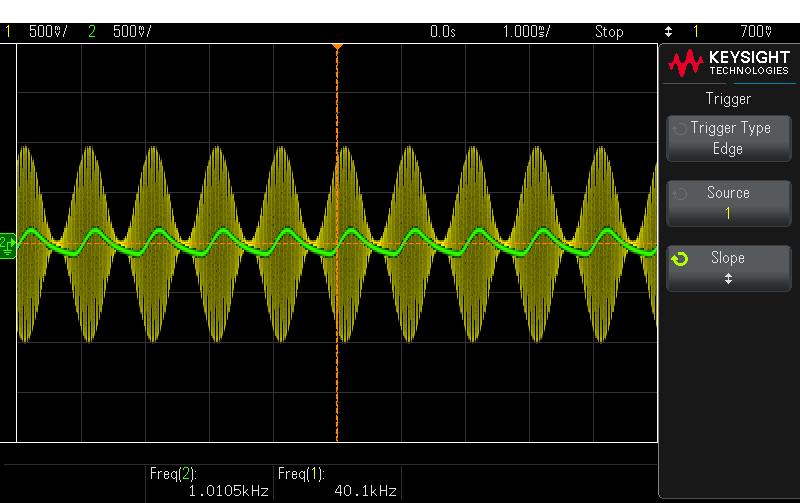 1 500mV/ 2 500mV/ 0.0s 1.000ms/ Stop 1 700mV
KEYSIGHT
TECHNOLOGIES
Trigger
Trigger Type
Edge
Source
1
Slope
2
Freq(2): Freq(1):
1.0105kHz 40.1kHz